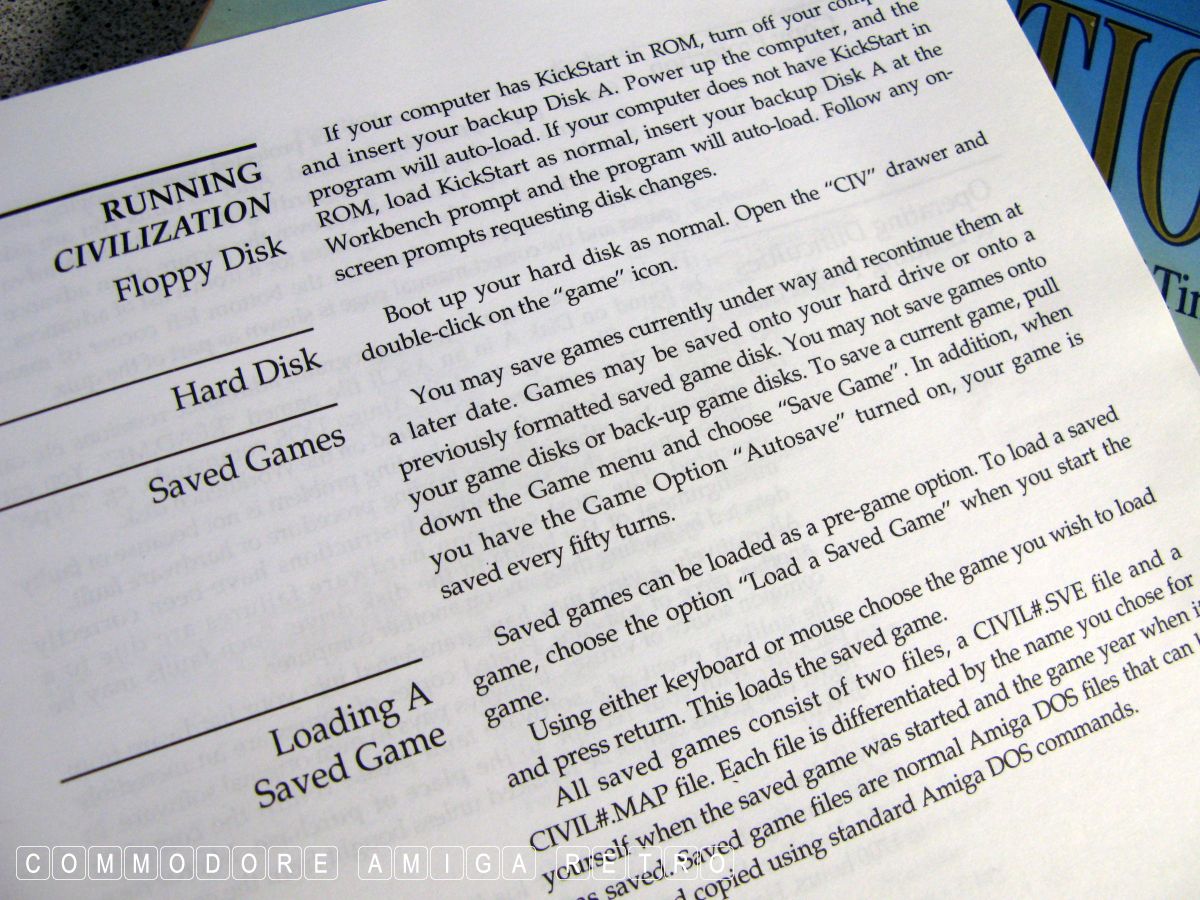 RUNNING
CIVILIZATION
Floppy Disk
If your computer has KickStart in ROM, turn off your
and insert your backup Disk A. Power up the computer, and the
program will auto-load. If your computer does not have KickStart in
ROM, load KickStart as normal, insert your backup Disk A at the
Workbench prompt and the program will auto-load. Follow any on-
screen prompts requesting disk changes.
Hard Disk
Boot up your hard disk as normal. Open the “CIV” drawer and
double-click on the “game” icon.
Saved Games
You may save games currently under way and recontinue them at
a later date. Games may be saved onto your hard drive or onto a
previously formatted saved game disk. You may not save games onto
your game disks or back-up game disks. To save a current game, pull
down the Game menu and choose “Save Game”. In addition, when
you have the Game Option “Autosave” turned on, your game is
saved every fifty turns.
Loading A
Saved Game
Saved games can be loaded as a pre-game option. To load a saved
game, choose the option “Load a Saved Game” when you start the
game.
Using either keyboard or mouse choose the game you wish to load
and press return. This loads the saved game.
All saved games consist of two files, a CIVIL#.SVE file and a
CIVIL#.MAP file. Each file is differentiated by the name you chose for
yourself when the saved game was started and the game year when
saved. Saved game files are normal Amiga DOS files that can
copied using standard Amiga DOS commands.
TIO
Tim
COMMODORE AMIGA RETRO